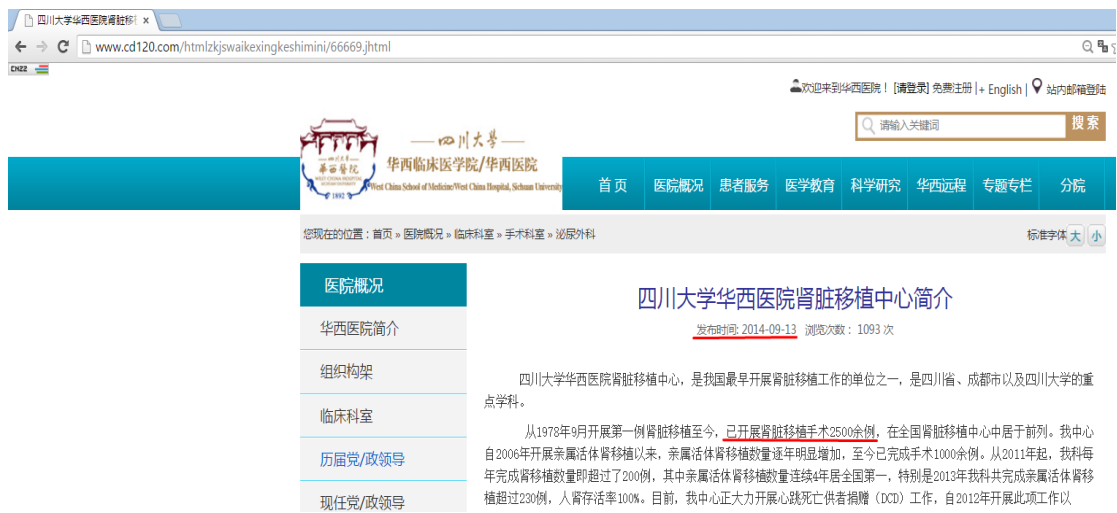 四川大学华西医院肾脏移
www.cd120.com/htmlzkjswaikexingkeshimini/66669.jhtml
CNZZ
欢迎来到华西医院！ [请登录] 免费注册 |+ English | 站内邮箱登陆
请输入关键词 搜索
四川大学
华西临床医学院/华西医院
West China School of Medicine/West China Hospital, Sichuan University
華西醫院
1892
首页 医院概况 患者服务 医学教育 科学研究 华西远程 专题专栏 分院
您现在的位置：首页 » 医院概况 » 临床科室 » 手术科室 » 泌尿外科 标准字体 大 小
医院概况
华西医院简介
组织构架
临床科室
历届党/政领导
现任党/政领导
四川大学华西医院肾脏移植中心简介
发布时间: 2014-09-13 浏览次数： 1093 次
四川大学华西医院肾脏移植中心，是我国最早开展肾脏移植工作的单位之一，是四川省、成都市以及四川大学的重
点学科。
从1978年9月开展第一例肾脏移植至今，已开展肾脏移植手术2500余例，在全国肾脏移植中心中居于前列。我中心
自2006年开展亲属活体肾移植以来，亲属活体肾移植数量逐年明显增加，至今已完成手术1000余例。从2011年起，我科每
年完成肾移植数量即超过了200例，其中亲属活体肾移植数量连续4年居全国第一，特别是2013年我科共完成亲属活体肾移
植超过230例，人肾存活率100%。目前，我中心正大力开展心跳死亡供者捐赠（DCD）工作，自2012年开展此项工作以